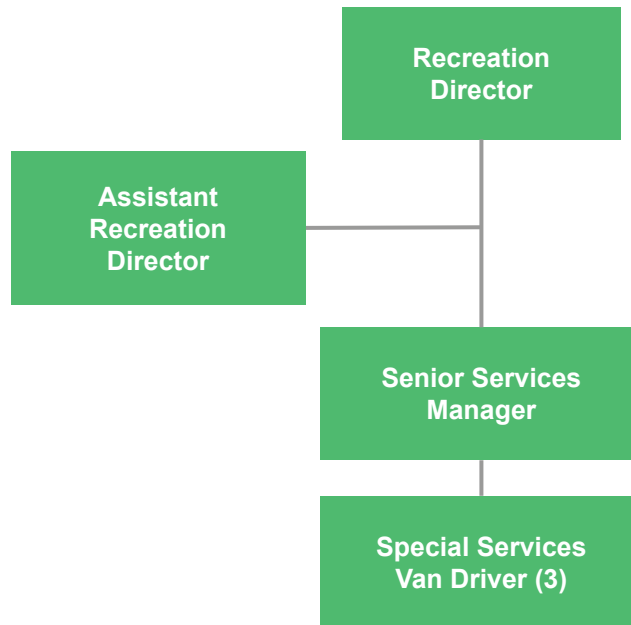 Recreation
Director
Assistant
Recreation
Director
Senior Services
Manager
Special Services
Van Driver (3)